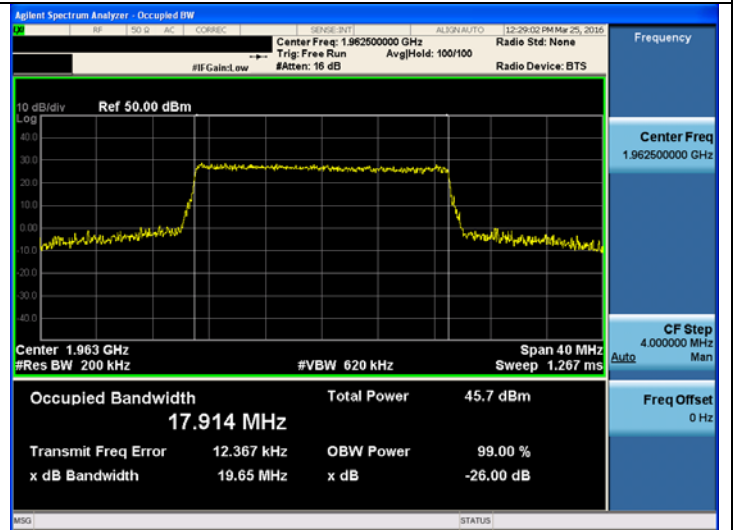 Agilent Spectrum Analyzer - Occupied BW
RF 50 Ω AC CORREC SENSE:INT ALIGN AUTO 12:29:02 PM Mar 25, 2016
Center Freq: 1.962500000 GHz Radio Std: None
Trig: Free Run Avg|Hold: 100/100
#IFGain:Low #Atten: 16 dB Radio Device: BTS
Frequency
10 dB/div Ref 50.00 dBm
Log
40.0
30.0
20.0
10.0
0.00
-10.0
-20.0
-30.0
-40.0
Center 1.963 GHz Span 40 MHz
#Res BW 200 kHz #VBW 620 kHz Sweep 1.267 ms
Occupied Bandwidth Total Power 45.7 dBm
17.914 MHz
Transmit Freq Error 12.367 kHz OBW Power 99.00 %
x dB Bandwidth 19.65 MHz x dB -26.00 dB
Center Freq
1.962500000 GHz
CF Step
4.000000 MHz
Auto Man
Freq Offset
0 Hz
MSG STATUS